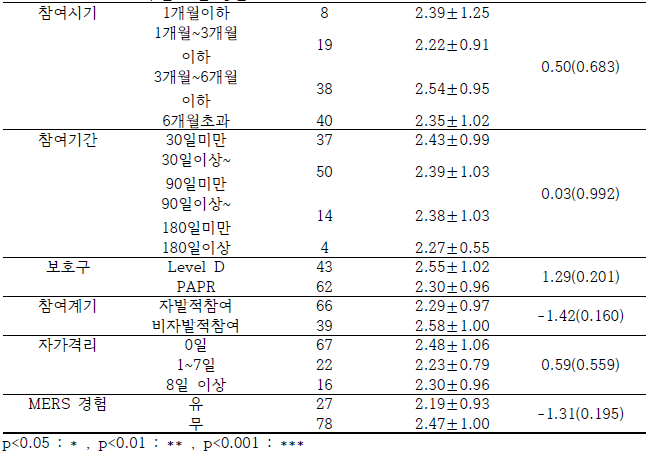 참여시기 1개월이하 8 2.39±1.25
1개월~3개월
이하 19 2.22±0.91
0.50(0.683)
3개월~6개월
이하 38 2.54±0.95
6개월초과 40 2.35±1.02
참여기간 30일미만 37 2.43±0.99
30일이상~
90일미만 50 2.39±1.03
0.03(0.992)
90일이상~
180일미만 14 2.38±1.03
180일이상 4 2.27±0.55
보호구 Level D 43 2.55±1.02
1.29(0.201)
PAPR 62 2.30±0.96
참여계기 자발적참여 66 2.29±0.97
-1.42(0.160)
비자발적참여 39 2.58±1.00
자가격리 0일 67 2.48±1.06
1~7일 22 2.23±0.79 0.59(0.559)
8일 이상 16 2.30±0.96
MERS 경험 유 27 2.19±0.93
-1.31(0.195)
무 78 2.47±1.00
p<0.05 : * , p<0.01 : ** , p<0.001 : ***